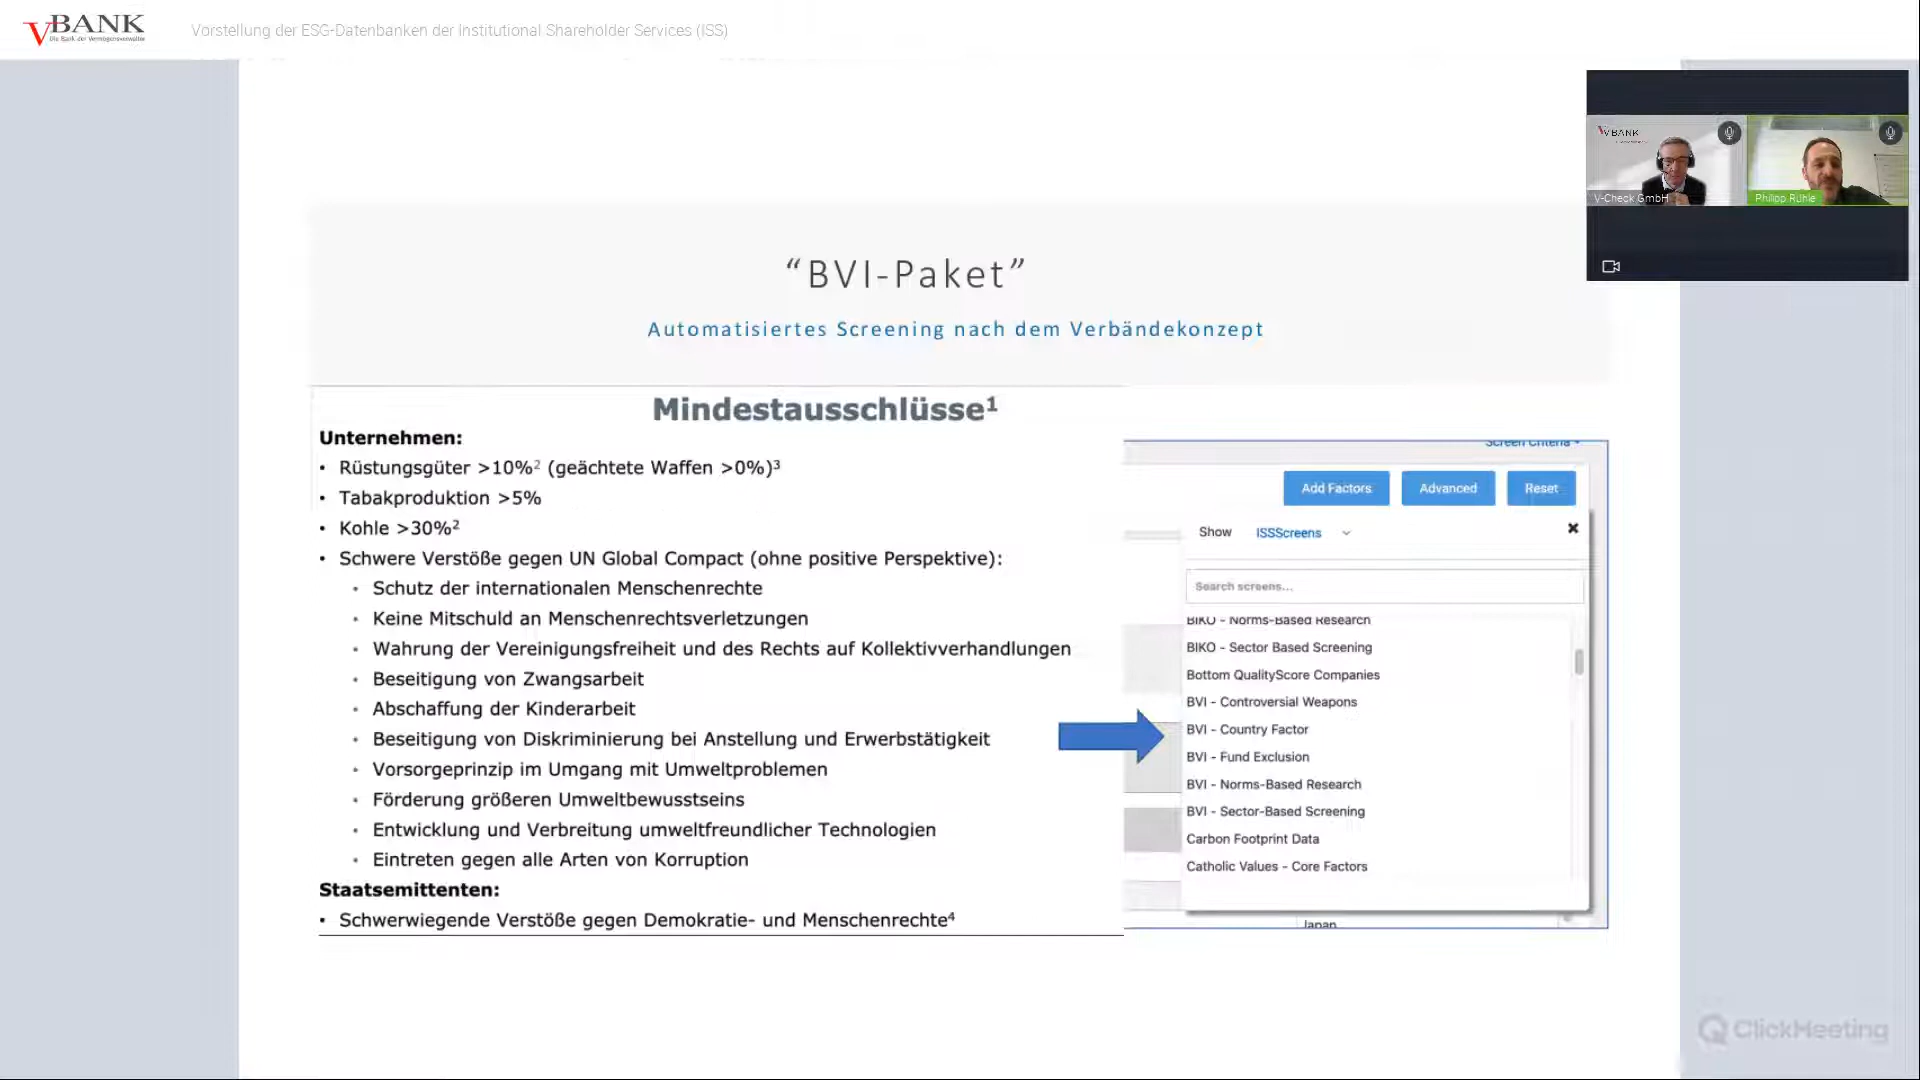 VBANK
Die Bank der Vermögensverwalter
Vorstellung der ESG-Datenbanken der Institutional Shareholder Services (ISS)
VBANK
V-Check GmbH
Philipp Rühle
“BVI-Paket”
Automatisiertes Screening nach dem Verbändekonzept
Mindestausschlüsse¹
Unternehmen:
• Rüstungsgüter >10%² (geächtete Waffen >0%)³
• Tabakproduktion >5%
• Kohle >30%²
• Schwere Verstöße gegen UN Global Compact (ohne positive Perspektive):
• Schutz der internationalen Menschenrechte
• Keine Mitschuld an Menschenrechtsverletzungen
• Wahrung der Vereinigungsfreiheit und des Rechts auf Kollektivverhandlungen
• Beseitigung von Zwangsarbeit
• Abschaffung der Kinderarbeit
• Beseitigung von Diskriminierung bei Anstellung und Erwerbstätigkeit
• Vorsorgeprinzip im Umgang mit Umweltproblemen
• Förderung größeren Umweltbewusstseins
• Entwicklung und Verbreitung umweltfreundlicher Technologien
• Eintreten gegen alle Arten von Korruption
Staatsemittenten:
• Schwerwiegende Verstöße gegen Demokratie- und Menschenrechte⁴
Screen Criteria
Add Factors Advanced Reset
Show ISSScreens
Search screens...
BIKO - Norms-Based Research
BIKO - Sector Based Screening
Bottom QualityScore Companies
BVI - Controversial Weapons
BVI - Country Factor
BVI - Fund Exclusion
BVI - Norms-Based Research
BVI - Sector-Based Screening
Carbon Footprint Data
Catholic Values - Core Factors
Japan
ClickMeeting